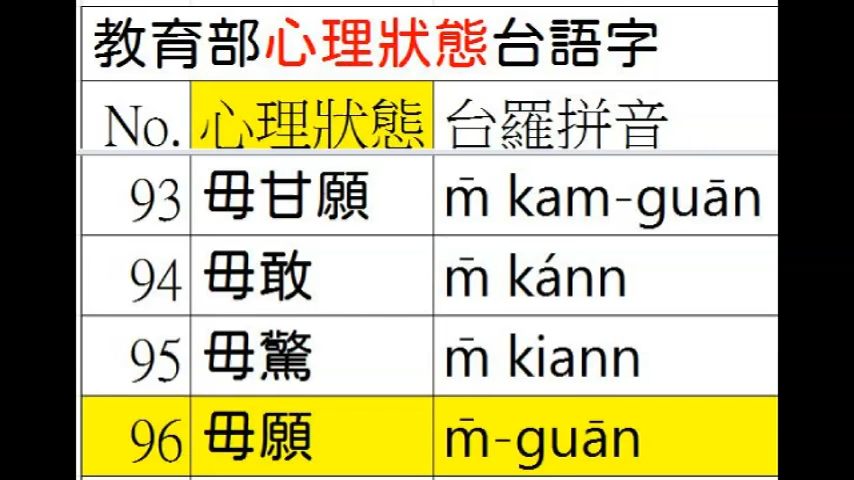 教育部心理狀態台語字
No. 心理狀態 台羅拼音
93 毋甘願 m̄ kam-guān
94 毋敢 m̄ kánn
95 毋驚 m̄ kiann
96 毋願 m̄-guān